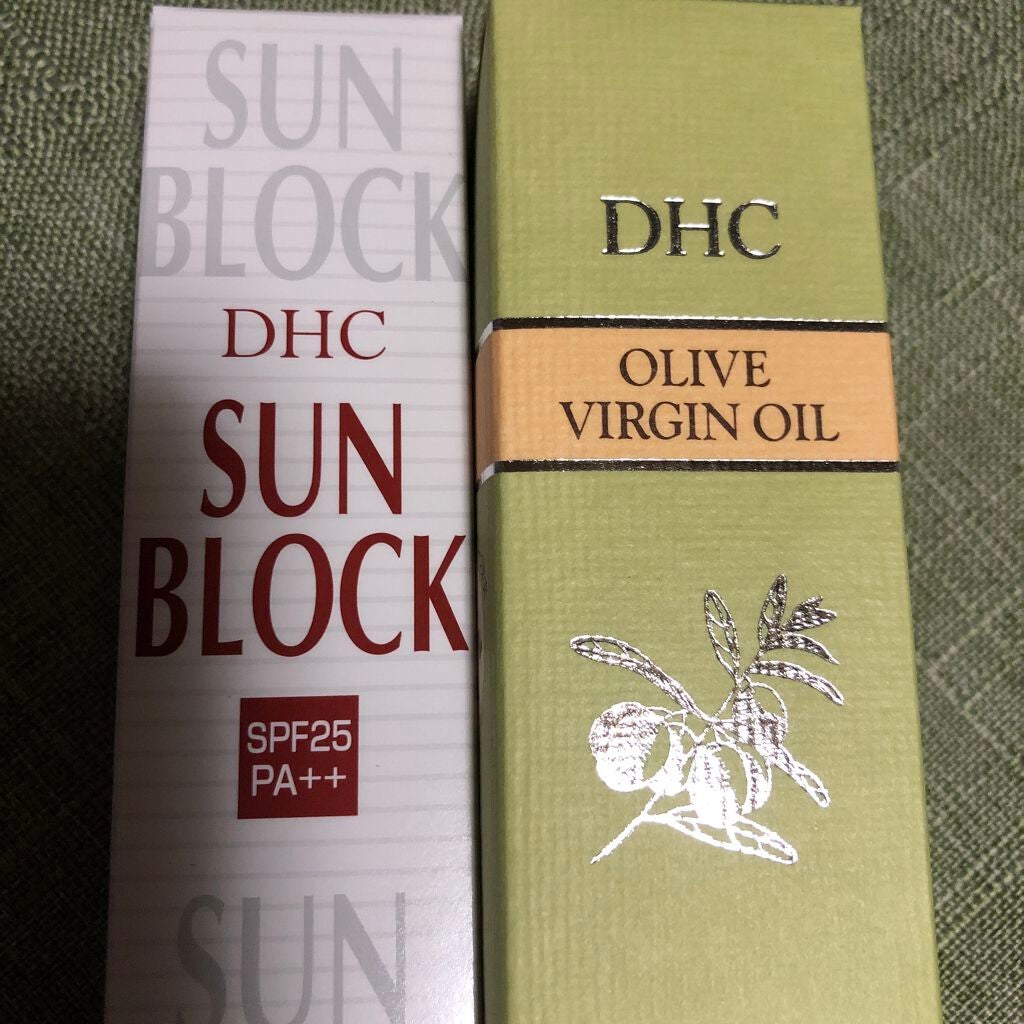 SUN
BLOCK
DHC
SUN
BLOCK
SPF25
PA++
SUN
DHC
OLIVE
VIRGIN OIL